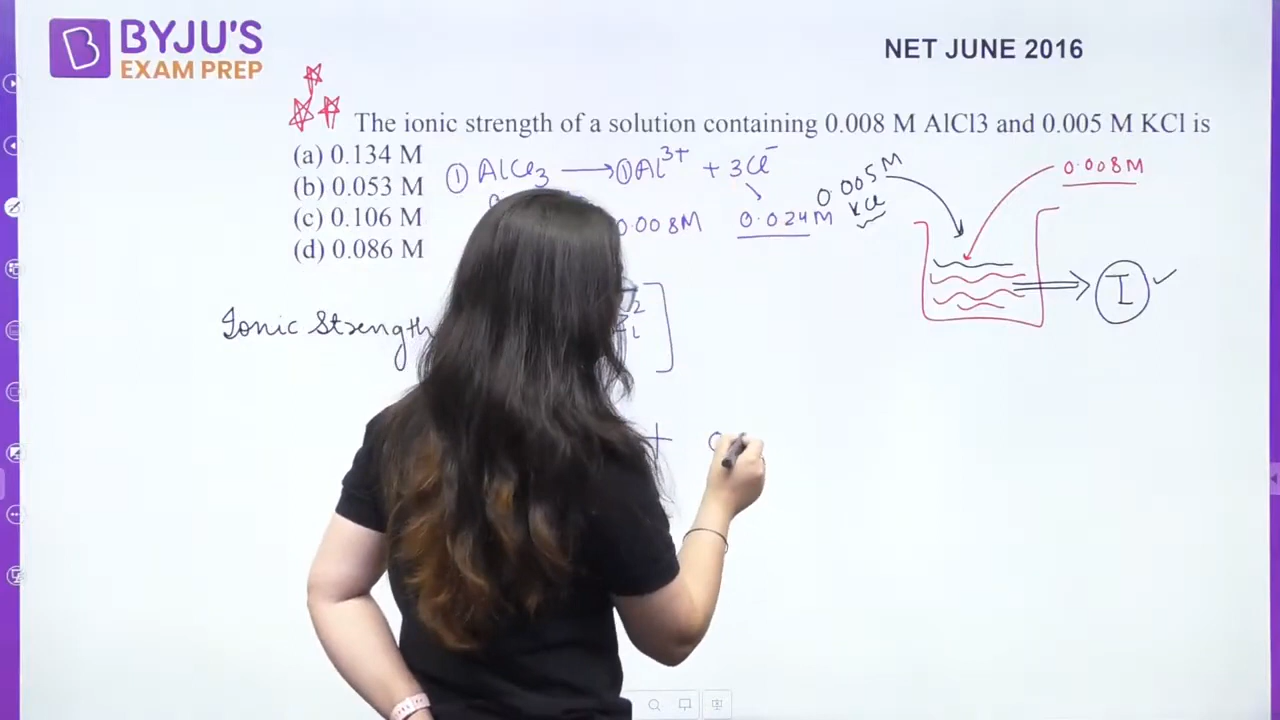 BYJU'S
EXAM PREP
NET JUNE 2016
The ionic strength of a solution containing 0.008 M AlCl3 and 0.005 M KCl is
(a) 0.134 M
(b) 0.053 M
(c) 0.106 M
(d) 0.086 M
① AlCl₃ ⟶ ① Al³⁺ + 3Cl⁻
0.008M 0.024M
0.005M
KCl
0.008M
I
Ionic Strength
+